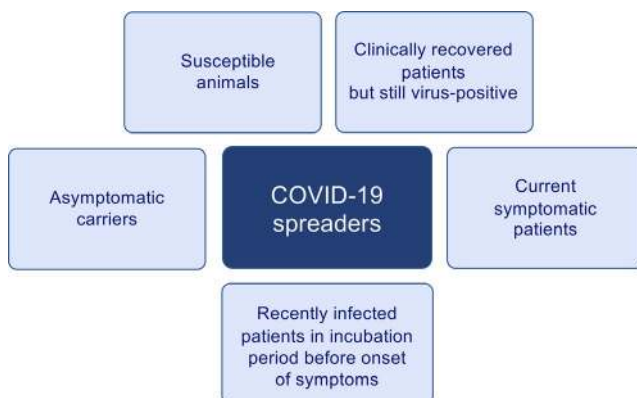 Susceptible
animals
Clinically recovered
patients
but still virus-positive
Asymptomatic
carriers
COVID-19
spreaders
Current
symptomatic
patients
Recently infected
patients in incubation
period before onset
of symptoms